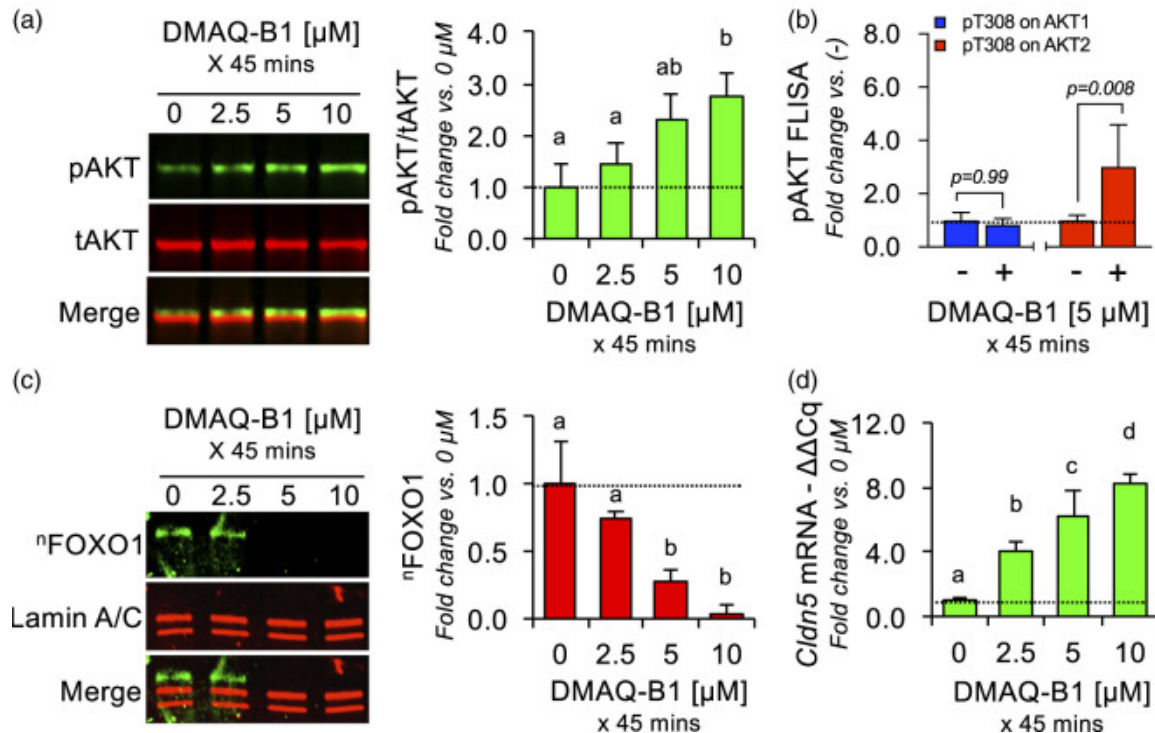 (a)
DMAQ-B1 [µM]
X 45 mins
0 2.5 5 10
pAKT
tAKT
Merge
pAKT/tAKT
Fold change vs. 0 µM
4.0
3.0
2.0
1.0
0.0
a a ab b
0 2.5 5 10
DMAQ-B1 [µM]
x 45 mins
(b)
pT308 on AKT1
pT308 on AKT2
pAKT FLISA
Fold change vs. (-)
8.0
6.0
4.0
2.0
0.0
p=0.99
p=0.008
- + - +
DMAQ-B1 [5 µM]
x 45 mins
(c)
DMAQ-B1 [µM]
X 45 mins
0 2.5 5 10
ⁿFOXO1
Lamin A/C
Merge
ⁿFOXO1
Fold change vs. 0 µM
1.5
1.0
0.5
0.0
a a b b
0 2.5 5 10
DMAQ-B1 [µM]
x 45 mins
(d)
Cldn5 mRNA - ΔΔCq
Fold change vs. 0 µM
12.0
8.0
4.0
0.0
a b c d
0 2.5 5 10
DMAQ-B1 [µM]
x 45 mins